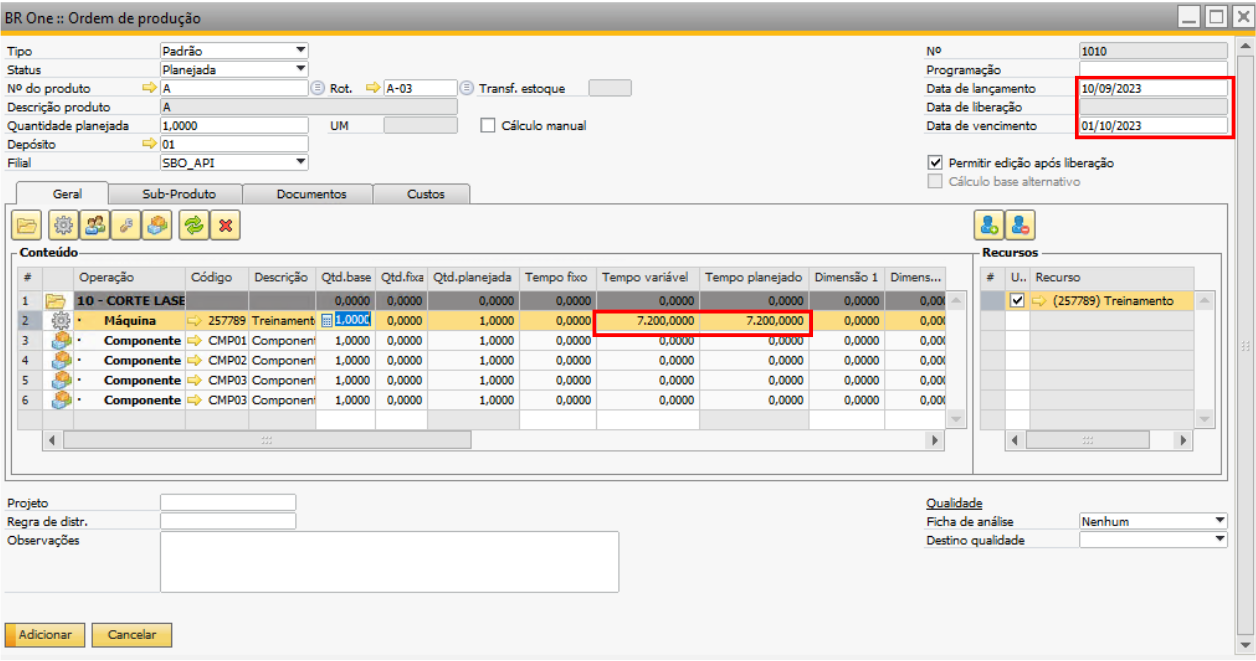 BR One :: Ordem de produção
Tipo Padrão Nº 1010
Status Planejada Programação
Nº do produto A Rot. A-03 Transf. estoque Data de lançamento 10/09/2023
Descrição produto A Data de liberação
Quantidade planejada 1,0000 UM Cálculo manual Data de vencimento 01/10/2023
Depósito 01
Filial SBO_API Permitir edição após liberação
Cálculo base alternativo
Geral Sub-Produto Documentos Custos
Conteúdo Recursos
# Operação Código Descrição Qtd.base Qtd.fixa Qtd.planejada Tempo fixo Tempo variável Tempo planejado Dimensão 1 Dimens... # U.. Recurso
1 10 - CORTE LASE 0,0000 0,0000 0,0000 0,0000 0,0000 0,0000 0,0000 0,00 (257789) Treinamento
2 Máquina 257789 Treinament 1,0000 0,0000 1,0000 0,0000 7.200,0000 7.200,0000 0,0000 0,00
3 Componente CMP01 Componen 1,0000 0,0000 1,0000 0,0000 0,0000 0,0000 0,0000 0,00
4 Componente CMP02 Componen 1,0000 0,0000 1,0000 0,0000 0,0000 0,0000 0,0000 0,00
5 Componente CMP03 Componen 1,0000 0,0000 1,0000 0,0000 0,0000 0,0000 0,0000 0,00
6 Componente CMP03 Componen 1,0000 0,0000 1,0000 0,0000 0,0000 0,0000 0,0000 0,00
Projeto Qualidade
Regra de distr. Ficha de análise Nenhum
Observações Destino qualidade
Adicionar Cancelar